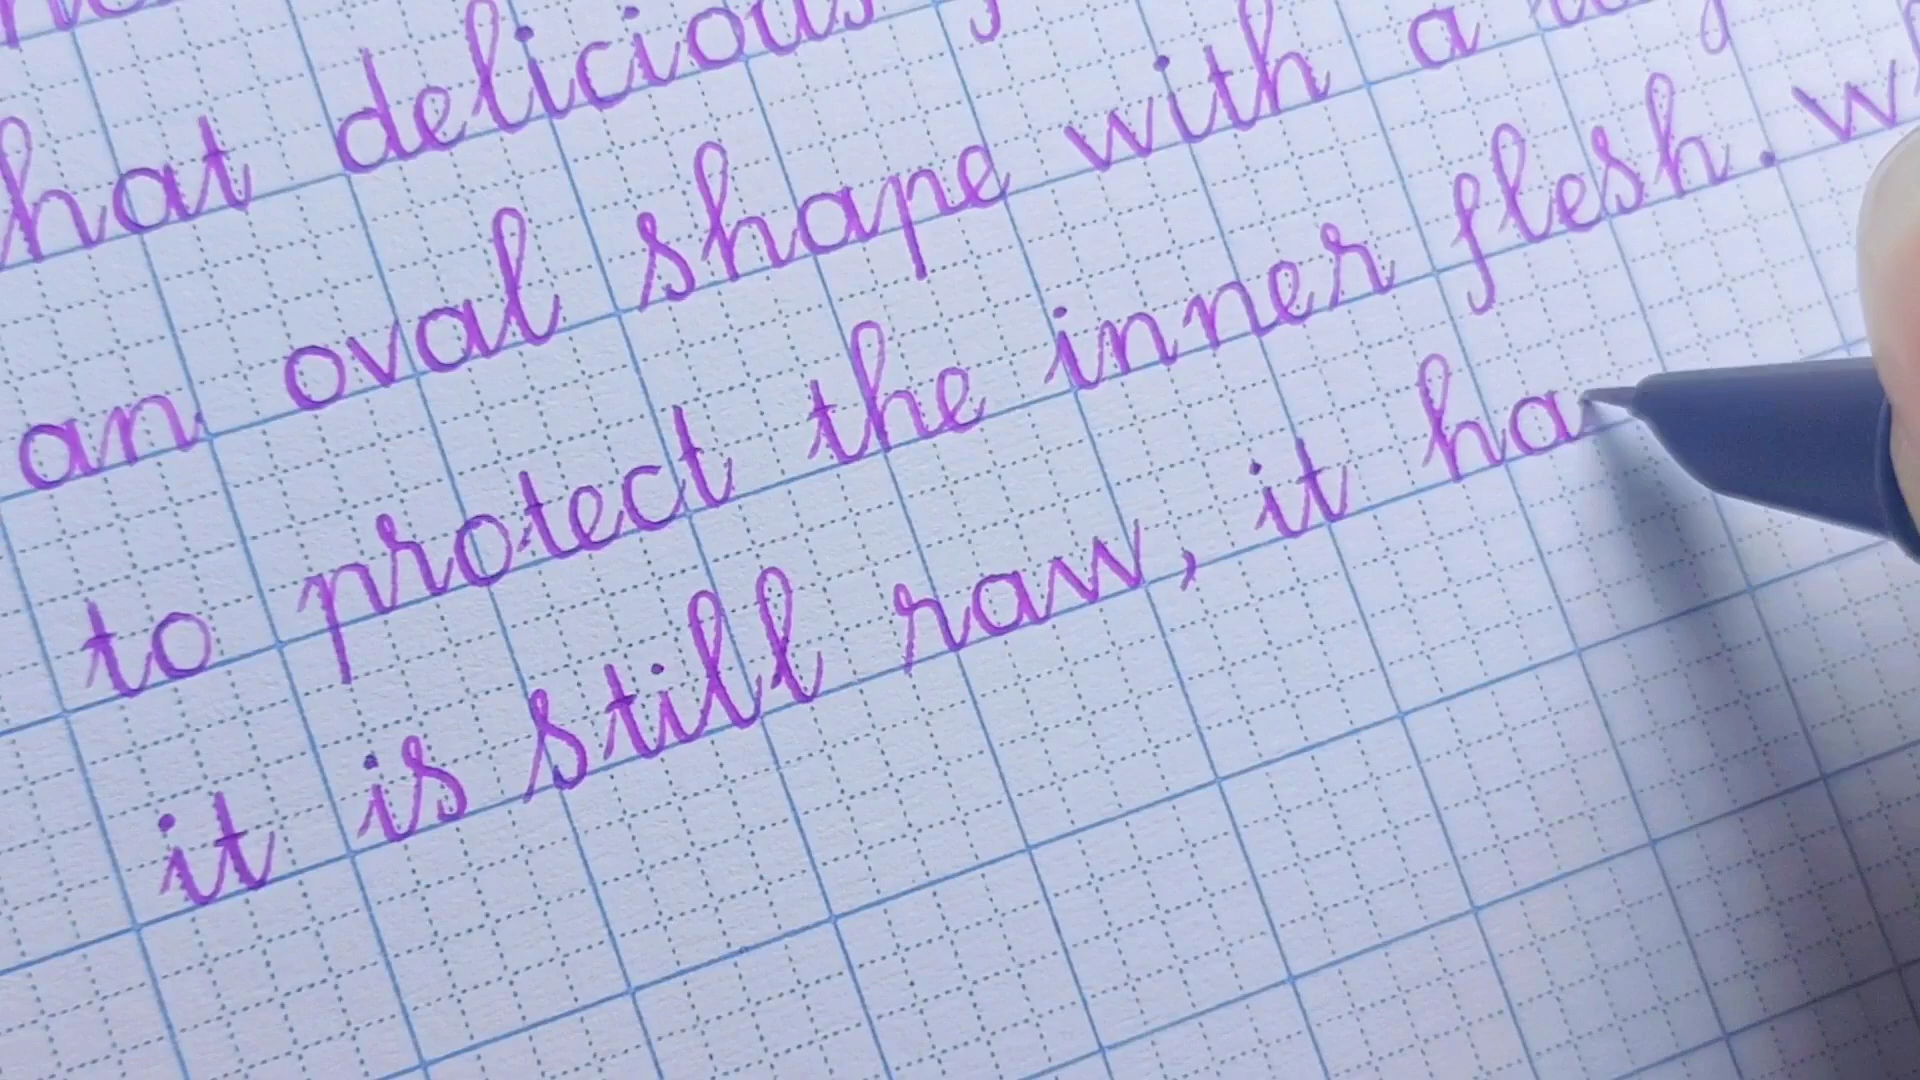 hat delicious
an oval shape with a
to protect the inner flesh. w
it is still raw, it ha